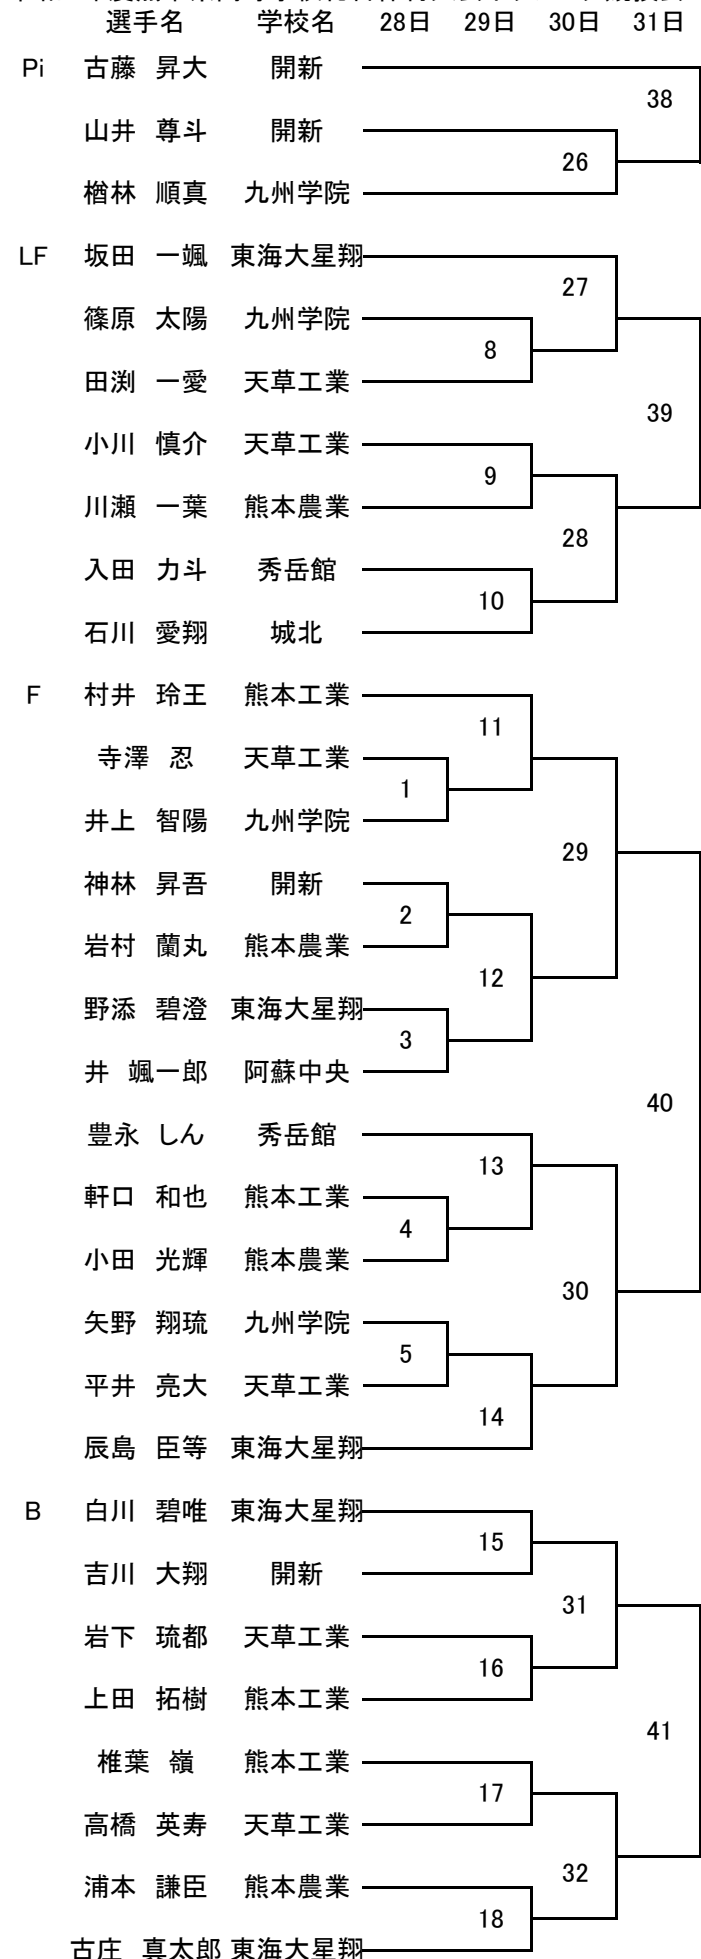 選手名 学校名 28日 29日 30日 31日
Pi 古藤 昇大 開新
38
山井 尊斗 開新
26
楢林 順真 九州学院
LF 坂田 一颯 東海大星翔
27
篠原 太陽 九州学院
8
田渕 一愛 天草工業
39
小川 慎介 天草工業
9
川瀬 一葉 熊本農業
28
入田 力斗 秀岳館
10
石川 愛翔 城北
F 村井 玲王 熊本工業
11
寺澤 忍 天草工業
1
井上 智陽 九州学院
29
神林 昇吾 開新
2
岩村 蘭丸 熊本農業
12
野添 碧澄 東海大星翔
3
井 颯一郎 阿蘇中央
40
豊永 しん 秀岳館
13
軒口 和也 熊本工業
4
小田 光輝 熊本農業
30
矢野 翔琉 九州学院
5
平井 亮大 天草工業
14
辰島 臣等 東海大星翔
B 白川 碧唯 東海大星翔
15
吉川 大翔 開新
31
岩下 琉都 天草工業
16
上田 拓樹 熊本工業
41
椎葉 嶺 熊本工業
17
高橋 英寿 天草工業
32
浦本 謙臣 熊本農業
18
古庄 真太郎 東海大星翔